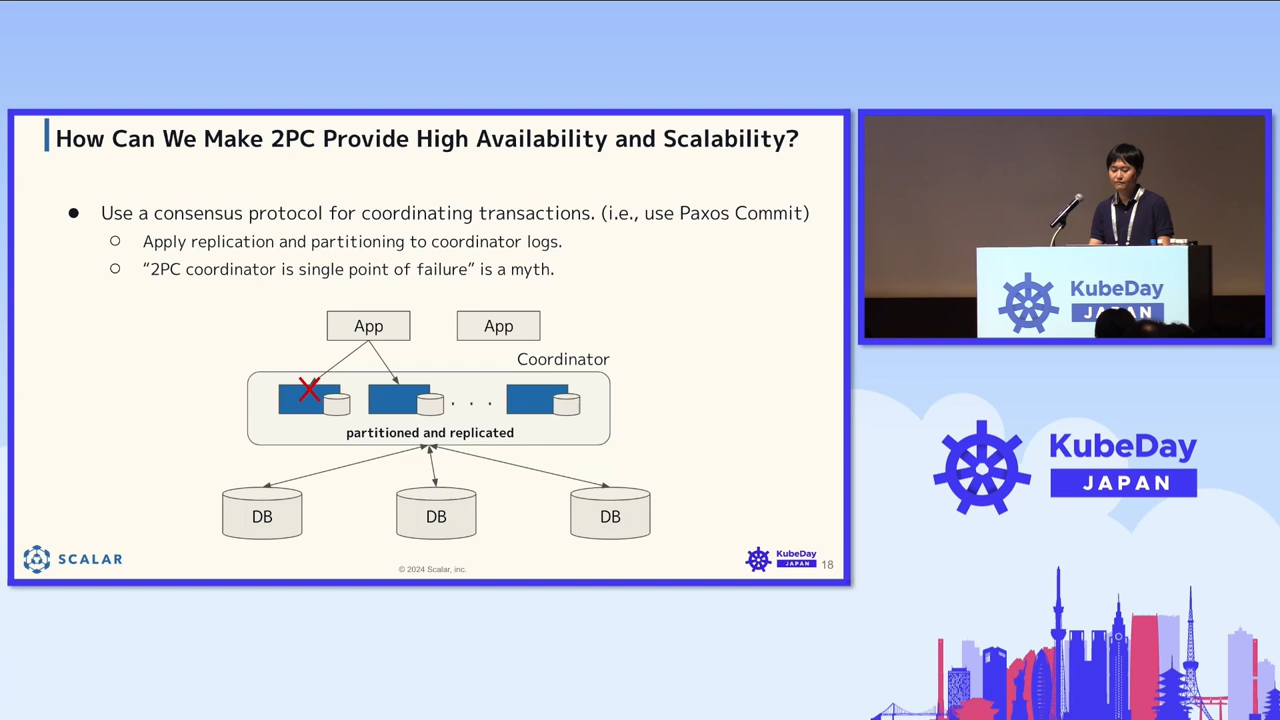 How Can We Make 2PC Provide High Availability and Scalability?
● Use a consensus protocol for coordinating transactions. (i.e., use Paxos Commit)
○ Apply replication and partitioning to coordinator logs.
○ “2PC coordinator is single point of failure” is a myth.
App App
Coordinator
. . .
partitioned and replicated
DB DB DB
SCALAR
© 2024 Scalar, inc.
KubeDay
JAPAN
18
KubeDay
JAPAN
KubeDay
JAPAN